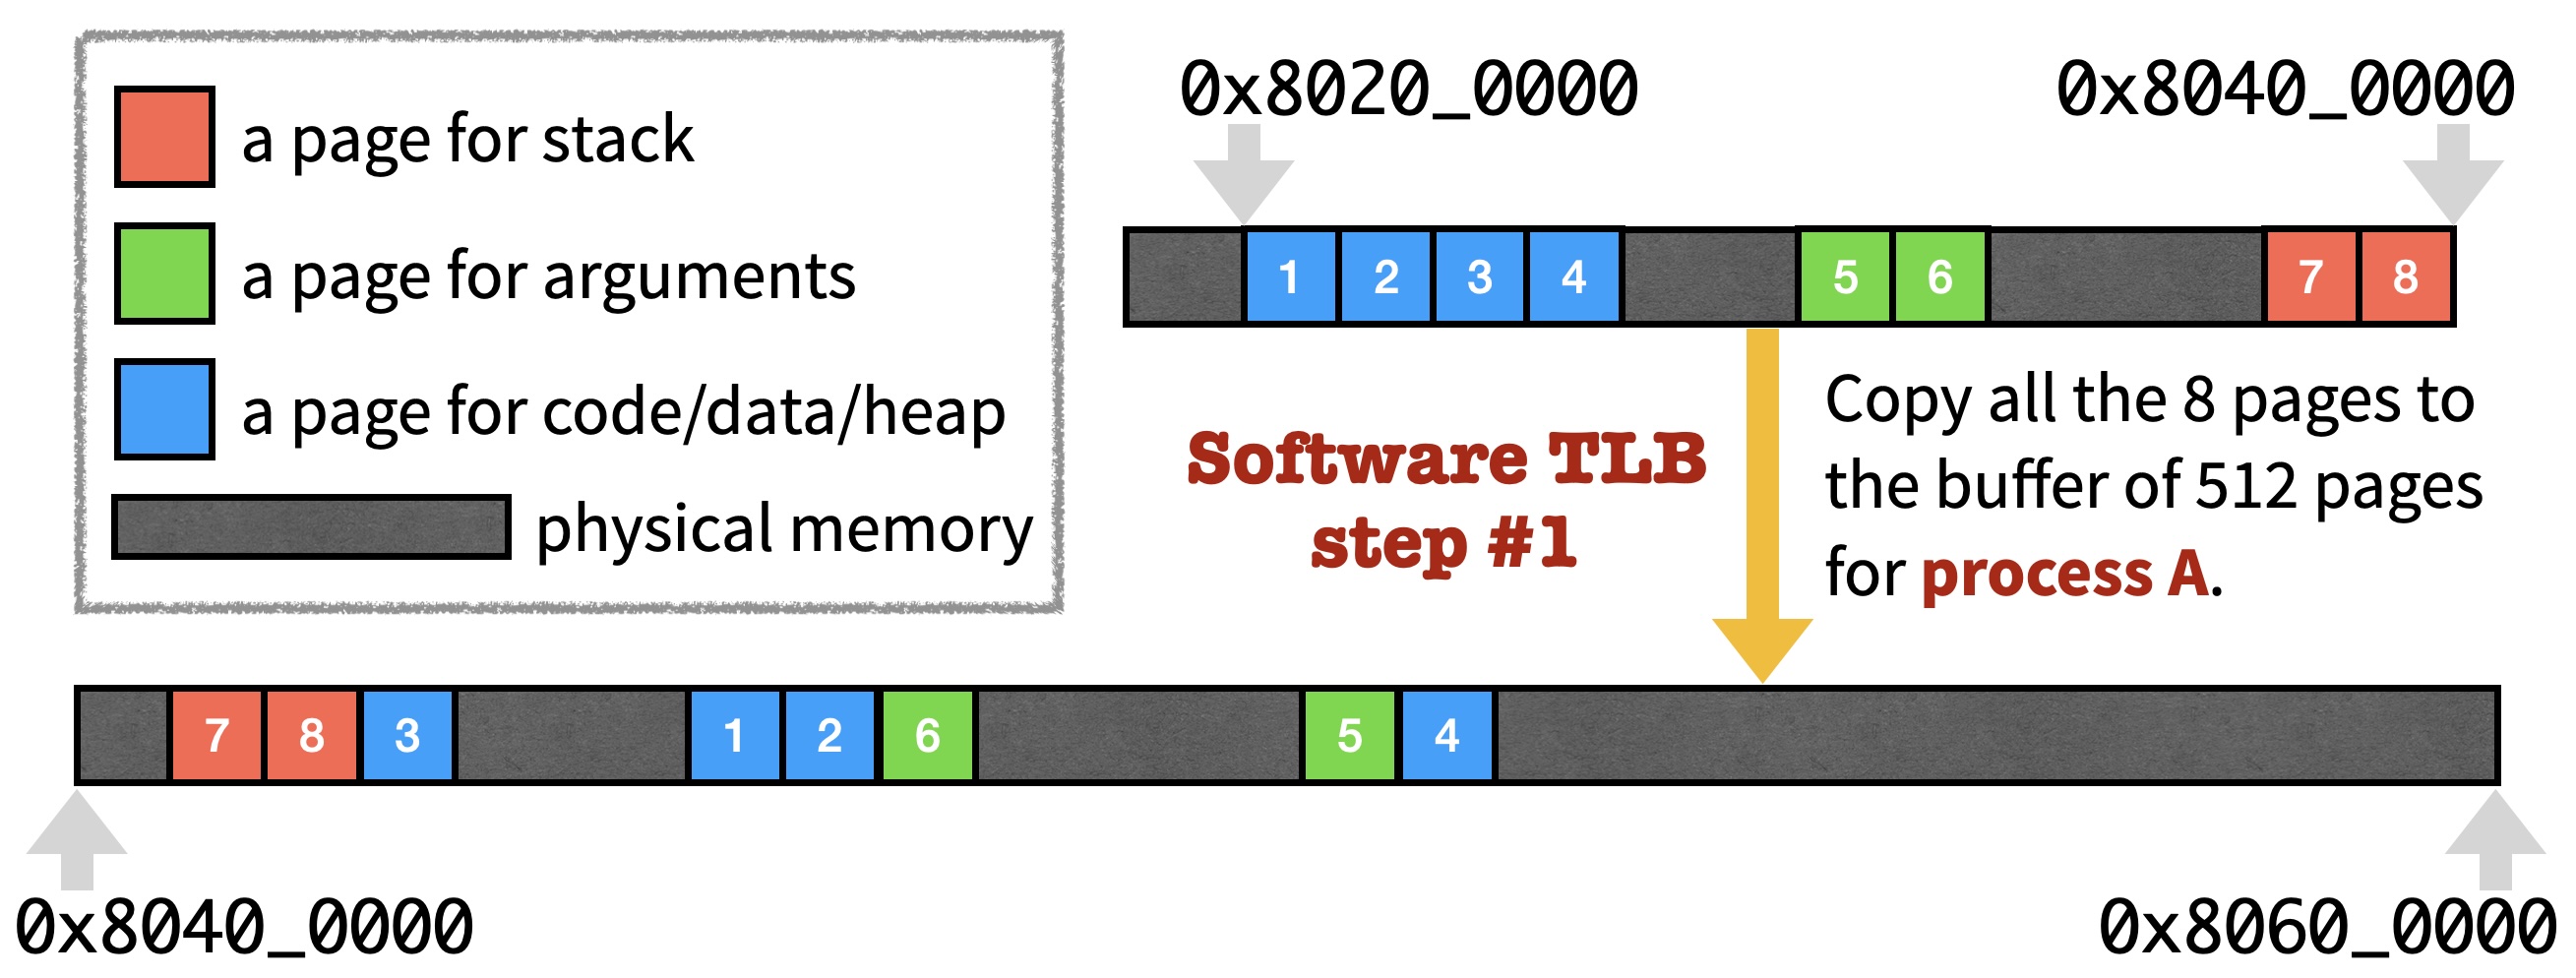 a page for stack
a page for arguments
a page for code/data/heap
physical memory
0x8020_0000
0x8040_0000
1 2 3 4 5 6 7 8
Software TLB
step #1
Copy all the 8 pages to
the buffer of 512 pages
for process A.
7 8 3 1 2 6 5 4
0x8040_0000
0x8060_0000